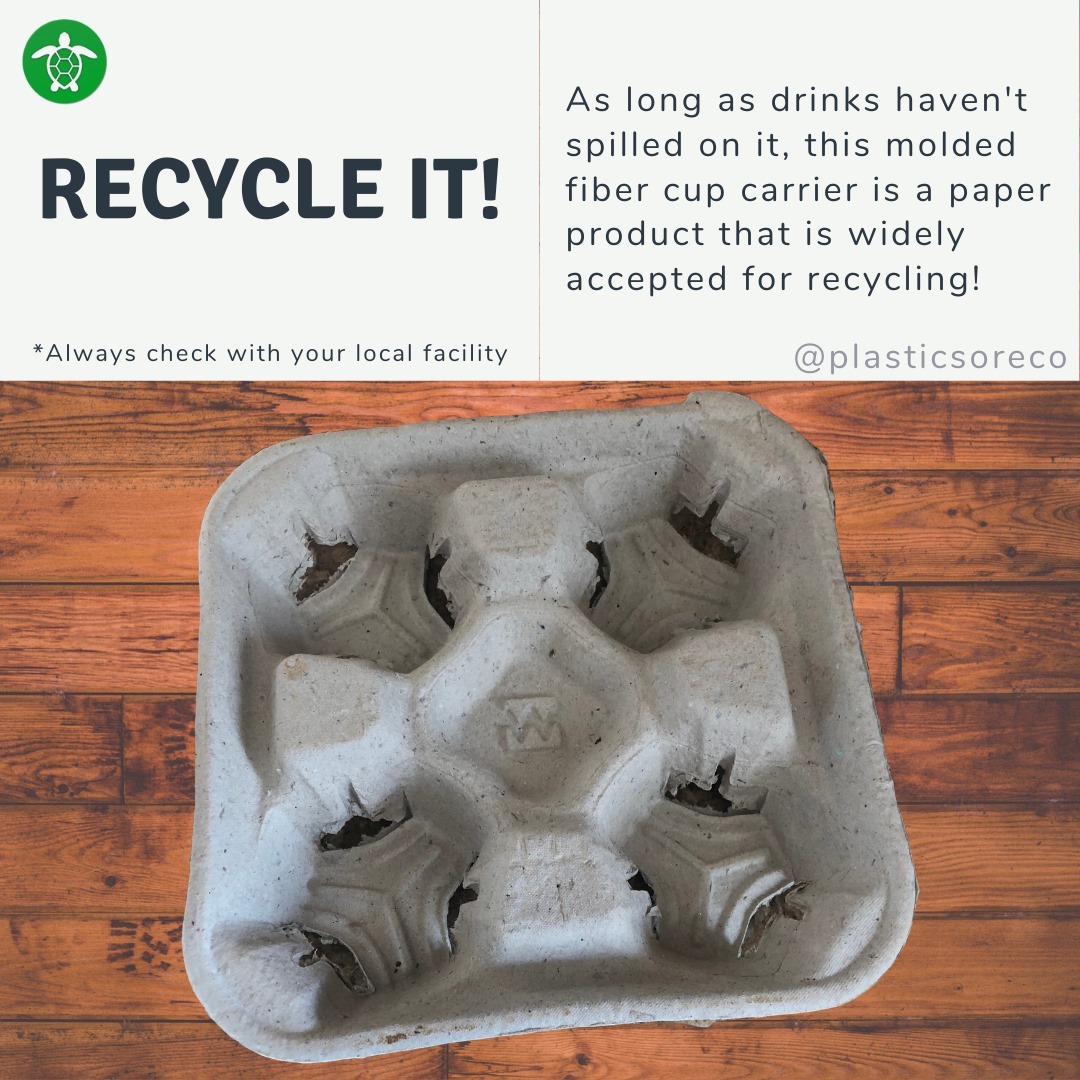 RECYCLE IT!
*Always check with your local facility
As long as drinks haven't
spilled on it, this molded
fiber cup carrier is a paper
product that is widely
accepted for recycling!
@plasticsoreco